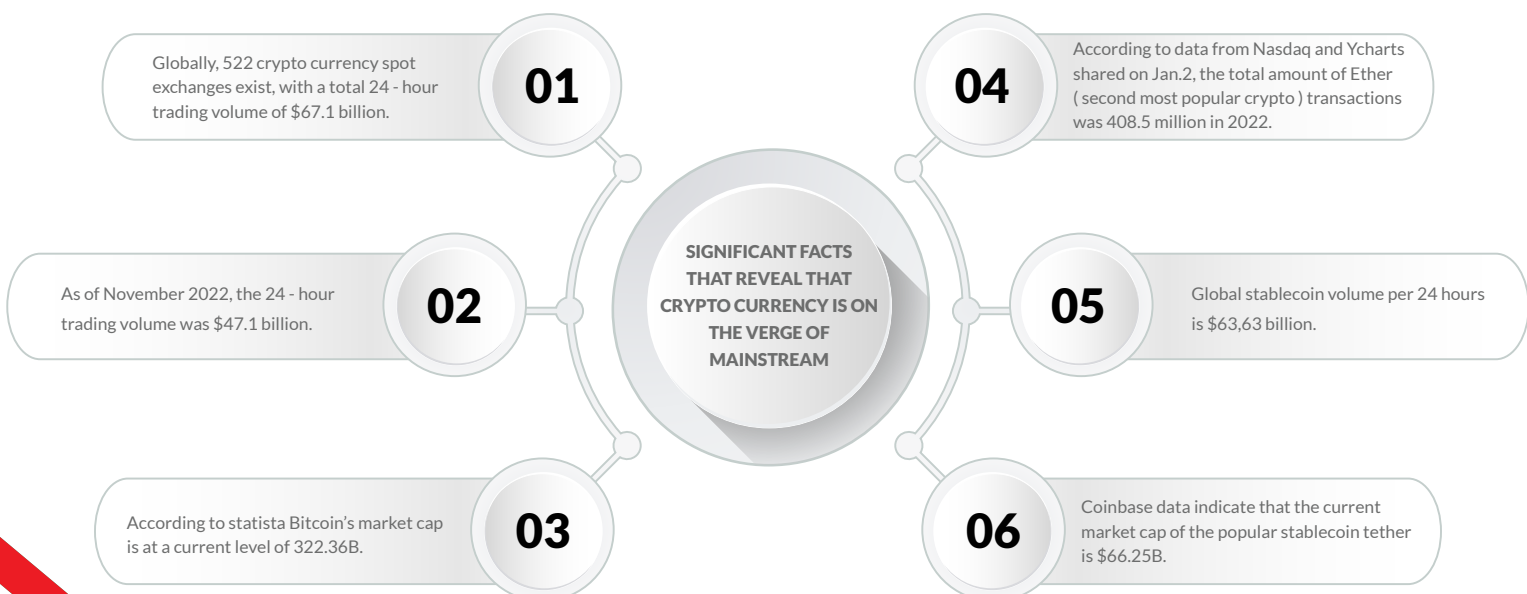 01
Globally, 522 crypto currency spot
exchanges exist, with a total 24 - hour
trading volume of $67.1 billion.
02
As of November 2022, the 24 - hour
trading volume was $47.1 billion.
03
According to statista Bitcoin’s market cap
is at a current level of 322.36B.
SIGNIFICANT FACTS
THAT REVEAL THAT
CRYPTO CURRENCY IS ON
THE VERGE OF
MAINSTREAM
04
According to data from Nasdaq and Ycharts
shared on Jan.2, the total amount of Ether
( second most popular crypto ) transactions
was 408.5 million in 2022.
05
Global stablecoin volume per 24 hours
is $63,63 billion.
06
Coinbase data indicate that the current
market cap of the popular stablecoin tether
is $66.25B.